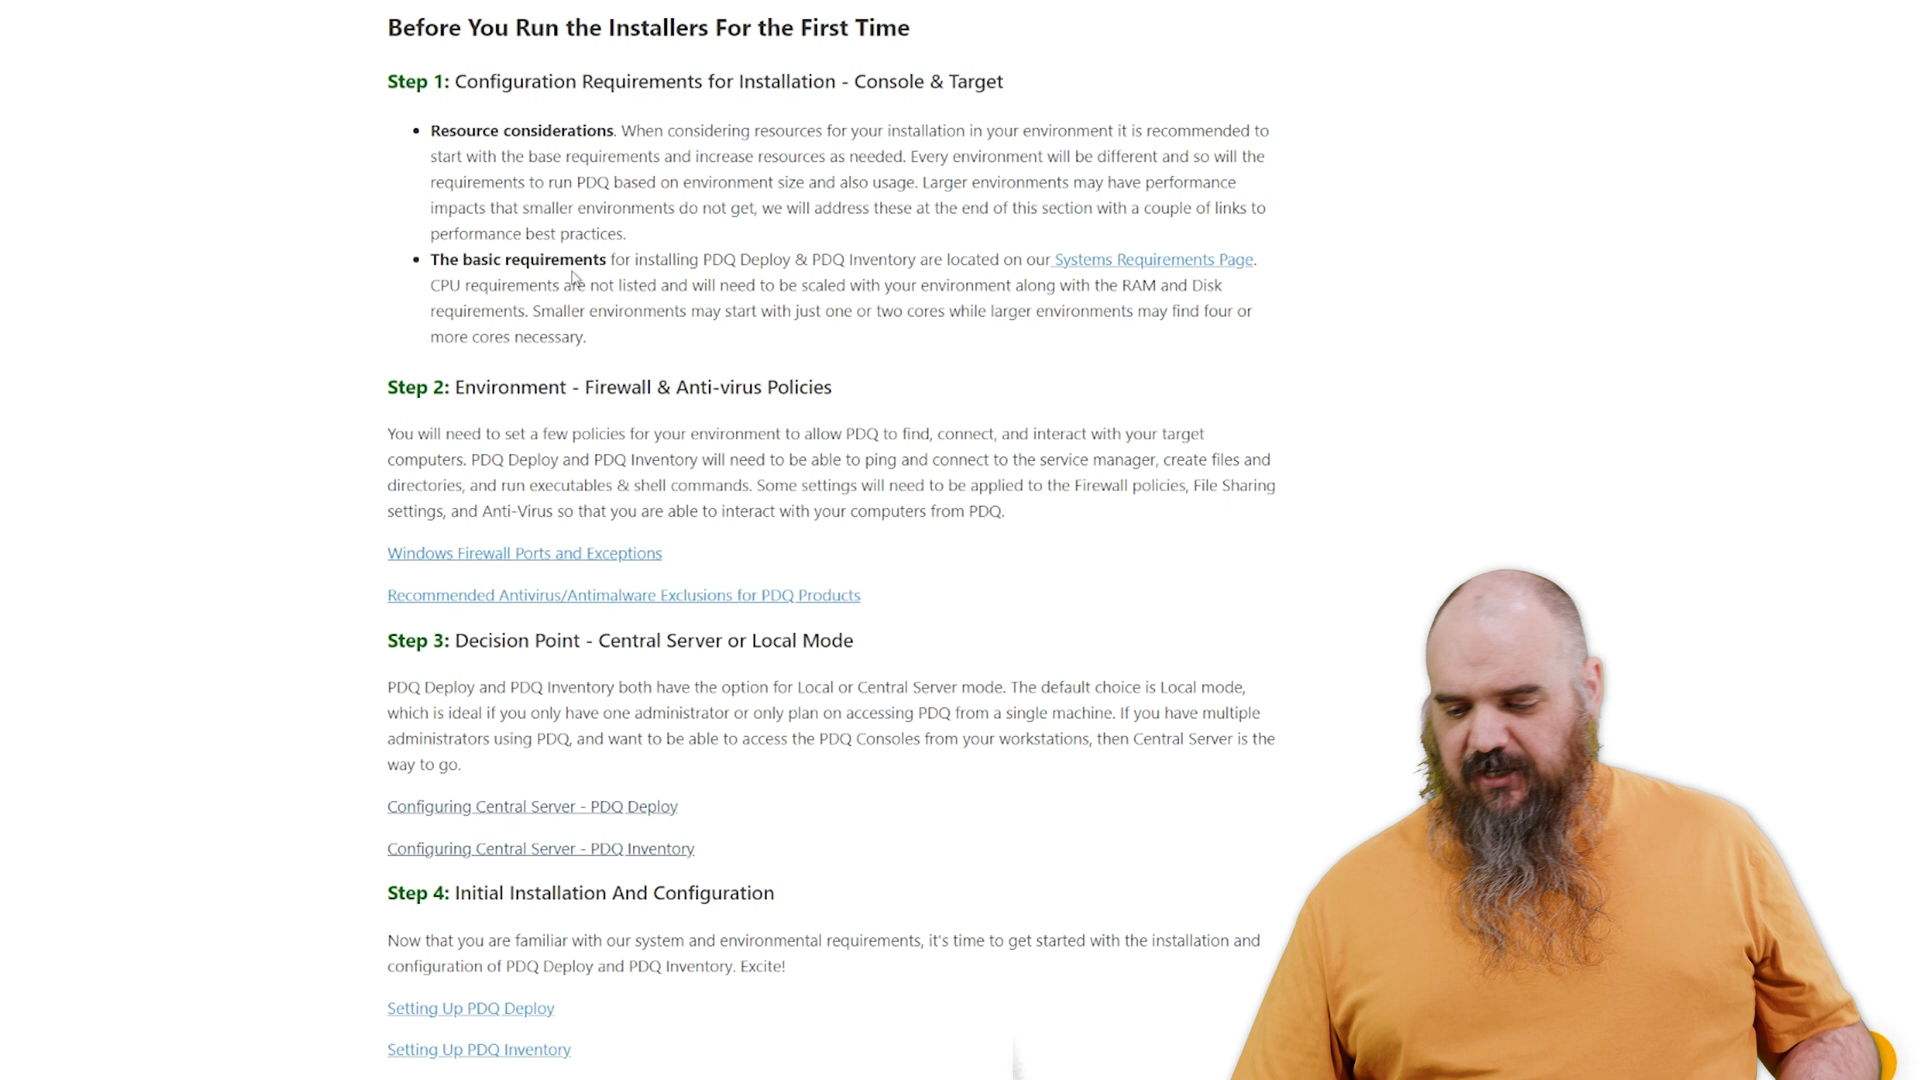 Before You Run the Installers For the First Time
Step 1: Configuration Requirements for Installation - Console & Target
• Resource considerations. When considering resources for your installation in your environment it is recommended to
start with the base requirements and increase resources as needed. Every environment will be different and so will the
requirements to run PDQ based on environment size and also usage. Larger environments may have performance
impacts that smaller environments do not get, we will address these at the end of this section with a couple of links to
performance best practices.
• The basic requirements for installing PDQ Deploy & PDQ Inventory are located on our Systems Requirements Page.
CPU requirements are not listed and will need to be scaled with your environment along with the RAM and Disk
requirements. Smaller environments may start with just one or two cores while larger environments may find four or
more cores necessary.
Step 2: Environment - Firewall & Anti-virus Policies
You will need to set a few policies for your environment to allow PDQ to find, connect, and interact with your target
computers. PDQ Deploy and PDQ Inventory will need to be able to ping and connect to the service manager, create files and
directories, and run executables & shell commands. Some settings will need to be applied to the Firewall policies, File Sharing
settings, and Anti-Virus so that you are able to interact with your computers from PDQ.
Windows Firewall Ports and Exceptions
Recommended Antivirus/Antimalware Exclusions for PDQ Products
Step 3: Decision Point - Central Server or Local Mode
PDQ Deploy and PDQ Inventory both have the option for Local or Central Server mode. The default choice is Local mode,
which is ideal if you only have one administrator or only plan on accessing PDQ from a single machine. If you have multiple
administrators using PDQ, and want to be able to access the PDQ Consoles from your workstations, then Central Server is the
way to go.
Configuring Central Server - PDQ Deploy
Configuring Central Server - PDQ Inventory
Step 4: Initial Installation And Configuration
Now that you are familiar with our system and environmental requirements, it's time to get started with the installation and
configuration of PDQ Deploy and PDQ Inventory. Excite!
Setting Up PDQ Deploy
Setting Up PDQ Inventory